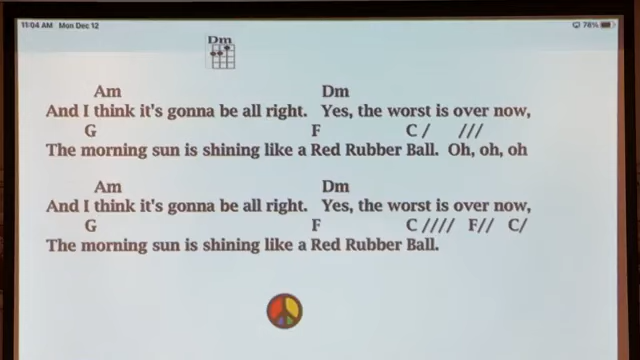 11:04 AM Mon Dec 12
78%
Dm
Am Dm
And I think it's gonna be all right. Yes, the worst is over now,
G F C / ///
The morning sun is shining like a Red Rubber Ball. Oh, oh, oh
Am Dm
And I think it's gonna be all right. Yes, the worst is over now,
G F C //// F// C/
The morning sun is shining like a Red Rubber Ball.